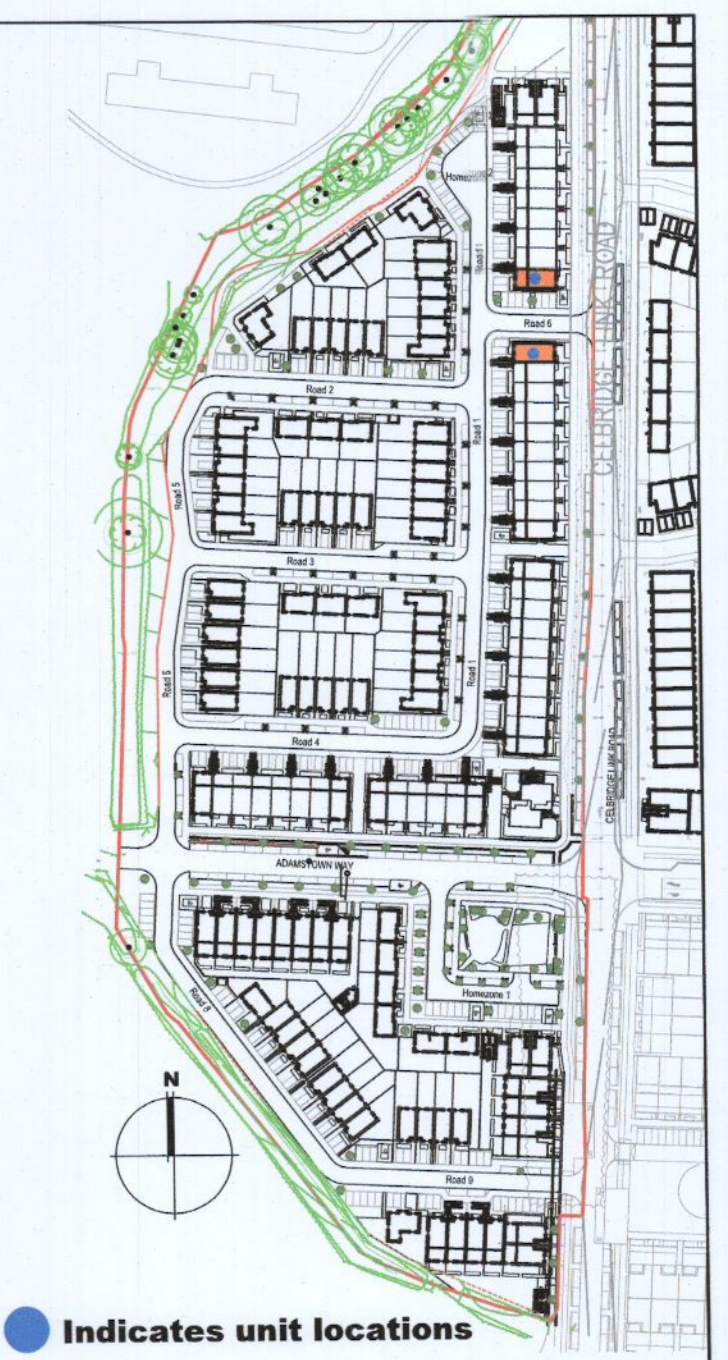 Homezone 2
Road 1
CELBRIDGE LINK ROAD
Road 6
Road 2
Road 1
Road 5
Road 3
Road 5
Road 1
Road 4
CELBRIDGE LINK ROAD
ADAMSTOWN WAY
Homezone 1
Road 8
N
Road 9
Indicates unit locations